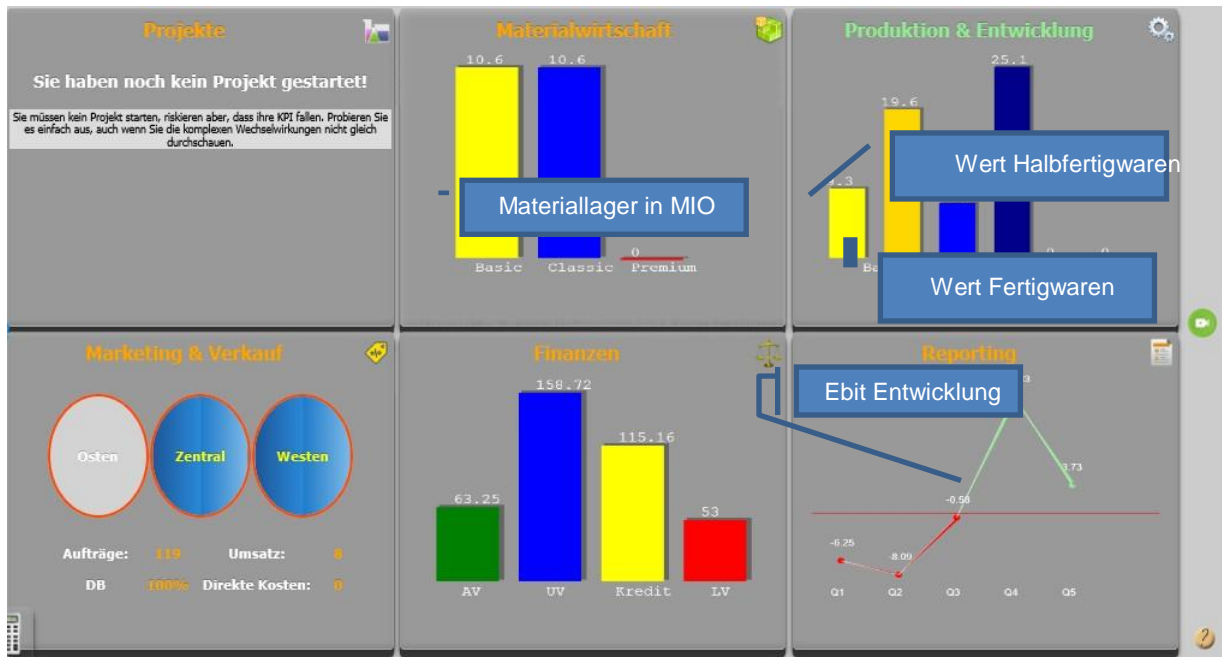 Projekte
Sie haben noch kein Projekt gestartet!
Sie müssen kein Projekt starten, riskieren aber, dass ihre KPI fallen. Probieren Sie
es einfach aus, auch wenn Sie die komplexen Wechselwirkungen nicht gleich
durchschauen.
Materialwirtschaft
10.6 10.6
Materiallager in MIO
0
Basic Classic Premium
Produktion & Entwicklung
25.1
19.6
Wert Halbfertigwaren
0 0
Wert Fertigwaren
Marketing & Verkauf
Osten Zentral Westen
Aufträge: 119 Umsatz: 8
DB 100% Direkte Kosten: 0
Finanzen
158.72
115.16
63.25
53
AV UV Kredit LV
Reporting
Ebit Entwicklung
3.73
-0.53
-6.25
-8.09
Q1 Q2 Q3 Q4 Q5